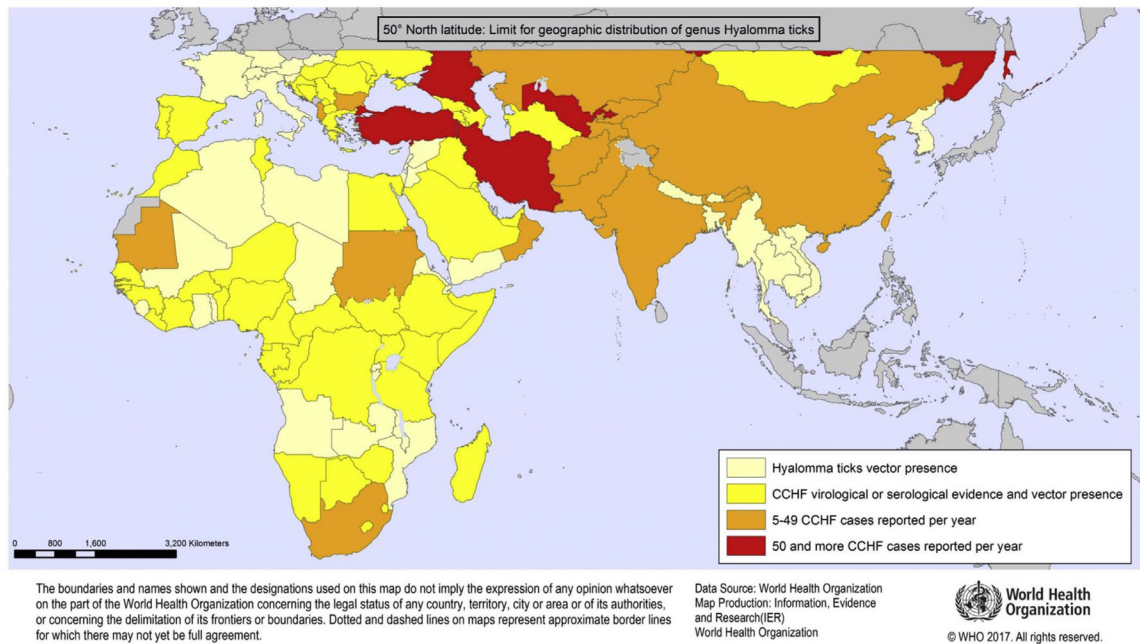 50° North latitude: Limit for geographic distribution of genus Hyalomma ticks
Hyalomma ticks vector presence
CCHF virological or serological evidence and vector presence
5-49 CCHF cases reported per year
50 and more CCHF cases reported per year
0 800 1,600 3,200 Kilometers
The boundaries and names shown and the designations used on this map do not imply the expression of any opinion whatsoever
on the part of the World Health Organization concerning the legal status of any country, territory, city or area or of its authorities,
or concerning the delimitation of its frontiers or boundaries. Dotted and dashed lines on maps represent approximate border lines
for which there may not yet be full agreement.
Data Source: World Health Organization
Map Production: Information, Evidence
and Research(IER)
World Health Organization
World Health
Organization
© WHO 2017. All rights reserved.